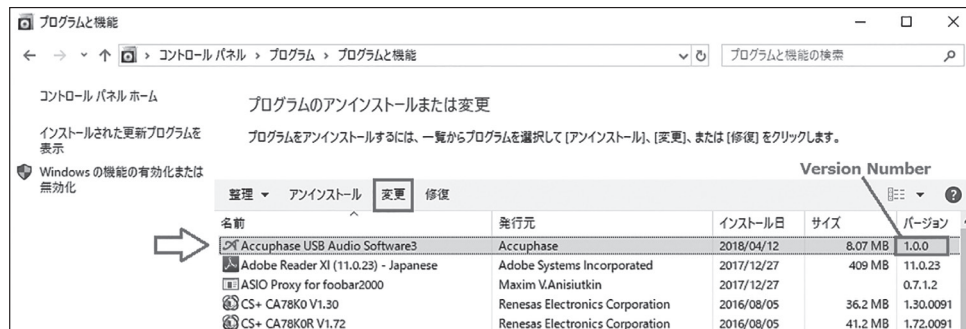 プログラムと機能
コントロール パネル › プログラム › プログラムと機能
プログラムと機能の検索
コントロール パネル ホーム
インストールされた更新プログラムを
表示
Windows の機能の有効化または
無効化
プログラムのアンインストールまたは変更
プログラムをアンインストールするには、一覧からプログラムを選択して [アンインストール]、[変更]、または [修復] をクリックします。
Version Number
整理 アンインストール 変更 修復
名前 発行元 インストール日 サイズ バージョン
Accuphase USB Audio Software3 Accuphase 2018/04/12 8.07 MB 1.0.0
Adobe Reader XI (11.0.23) - Japanese Adobe Systems Incorporated 2017/12/27 409 MB 11.0.23
ASIO Proxy for foobar2000 Maxim V.Anisiutkin 2017/12/27 0.7.1.2
CS+ CA78K0 V1.30 Renesas Electronics Corporation 2016/08/05 36.2 MB 1.30.0091
CS+ CA78K0R V1.72 Renesas Electronics Corporation 2016/08/05 41.2 MB 1.72.0091